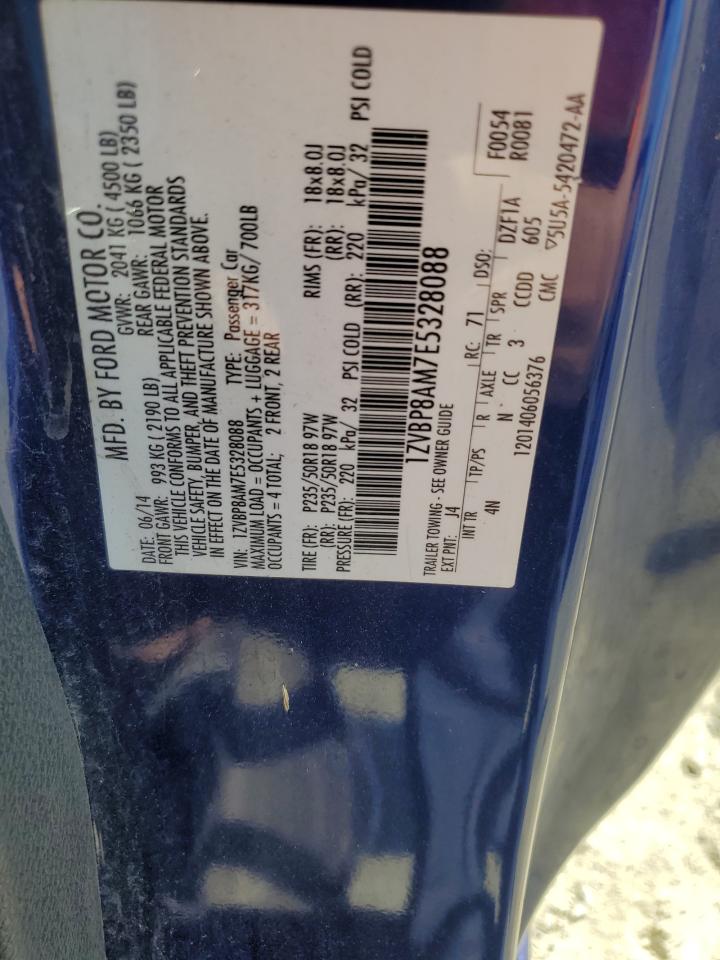 MFD. BY FORD MOTOR CO.
DATE: 06/14 GVWR: 2041 KG ( 4500 LB)
FRONT GAWR: 993 KG ( 2190 LB) REAR GAWR: 1066 KG ( 2350 LB)
THIS VEHICLE CONFORMS TO ALL APPLICABLE FEDERAL MOTOR
VEHICLE SAFETY, BUMPER, AND THEFT PREVENTION STANDARDS
IN EFFECT ON THE DATE OF MANUFACTURE SHOWN ABOVE.
VIN: 1ZVBP8AM7E5328088 TYPE: Passenger Car
MAXIMUM LOAD = OCCUPANTS + LUGGAGE = 317KG/ 700LB
OCCUPANTS = 4 TOTAL; 2 FRONT, 2 REAR
TIRE (FR): P235/50R18 97W RIMS (FR): 18x8.0J
(RR): P235/50R18 97W (RR): 18x8.0J
PRESSURE (FR): 220 kPa/ 32 PSI COLD (RR): 220 kPa/ 32 PSI COLD
1ZVBP8AM7E5328088
TRAILER TOWING - SEE OWNER GUIDE
EXT PNT: J4 RC: 71 DSO: F0054
R0081
INT TR TP/PS R AXLE TR SPR DZF1A
4N N CC 3 CCDD 605
1201406056376 CMC ▽5U5A-5420472-AA